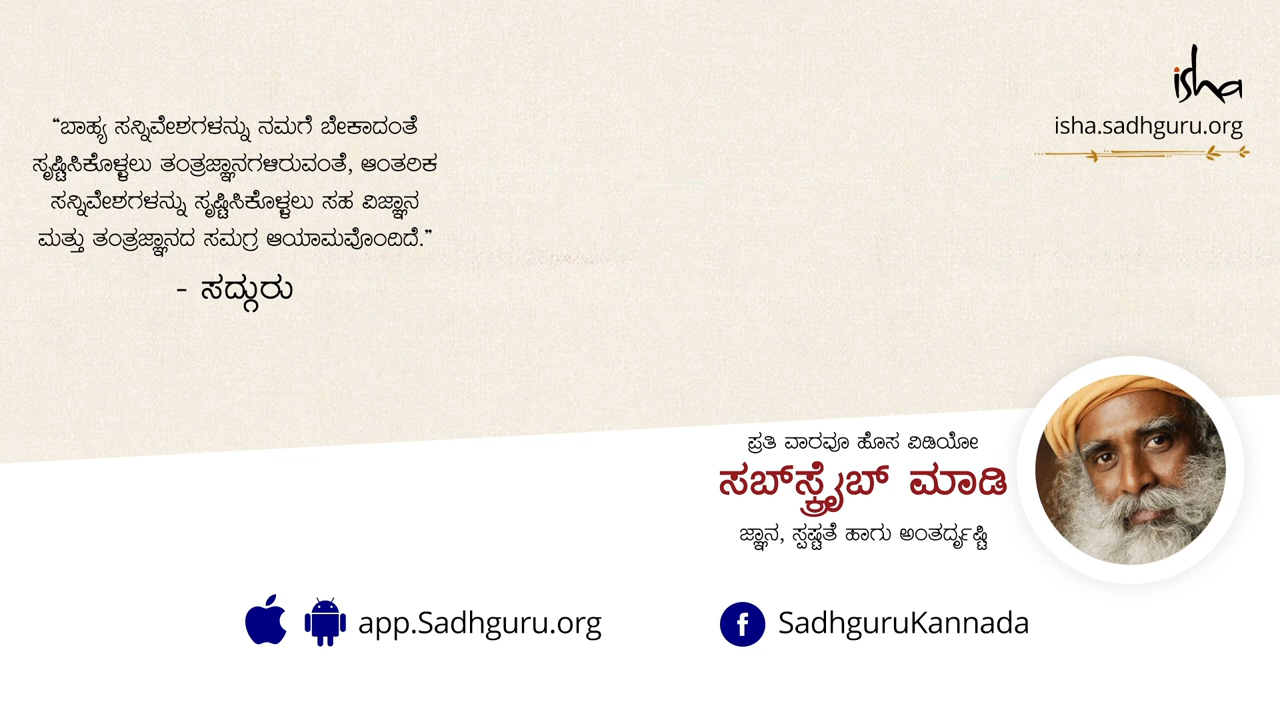 “ಬಾಹ್ಯ ಸನ್ನಿವೇಶಗಳನ್ನು ನಮಗೆ ಬೇಕಾದಂತೆ
ಸೃಷ್ಟಿಸಿಕೊಳ್ಳಲು ತಂತ್ರಜ್ಞಾನಗಳಿರುವಂತೆ, ಆಂತರಿಕ
ಸನ್ನಿವೇಶಗಳನ್ನು ಸೃಷ್ಟಿಸಿಕೊಳ್ಳಲು ಸಹ ವಿಜ್ಞಾನ
ಮತ್ತು ತಂತ್ರಜ್ಞಾನದ ಸಮಗ್ರ ಆಯಾಮವೊಂದಿದೆ.”
- ಸದ್ಗುರು
isha
isha.sadhguru.org
ಪ್ರತಿ ವಾರವೂ ಹೊಸ ವಿಡಿಯೋ
ಸಬ್‌ಸ್ಕ್ರೈಬ್ ಮಾಡಿ
ಜ್ಞಾನ, ಸ್ಪಷ್ಟತೆ ಹಾಗು ಅಂತರ್ದೃಷ್ಟಿ
app.Sadhguru.org
SadhguruKannada